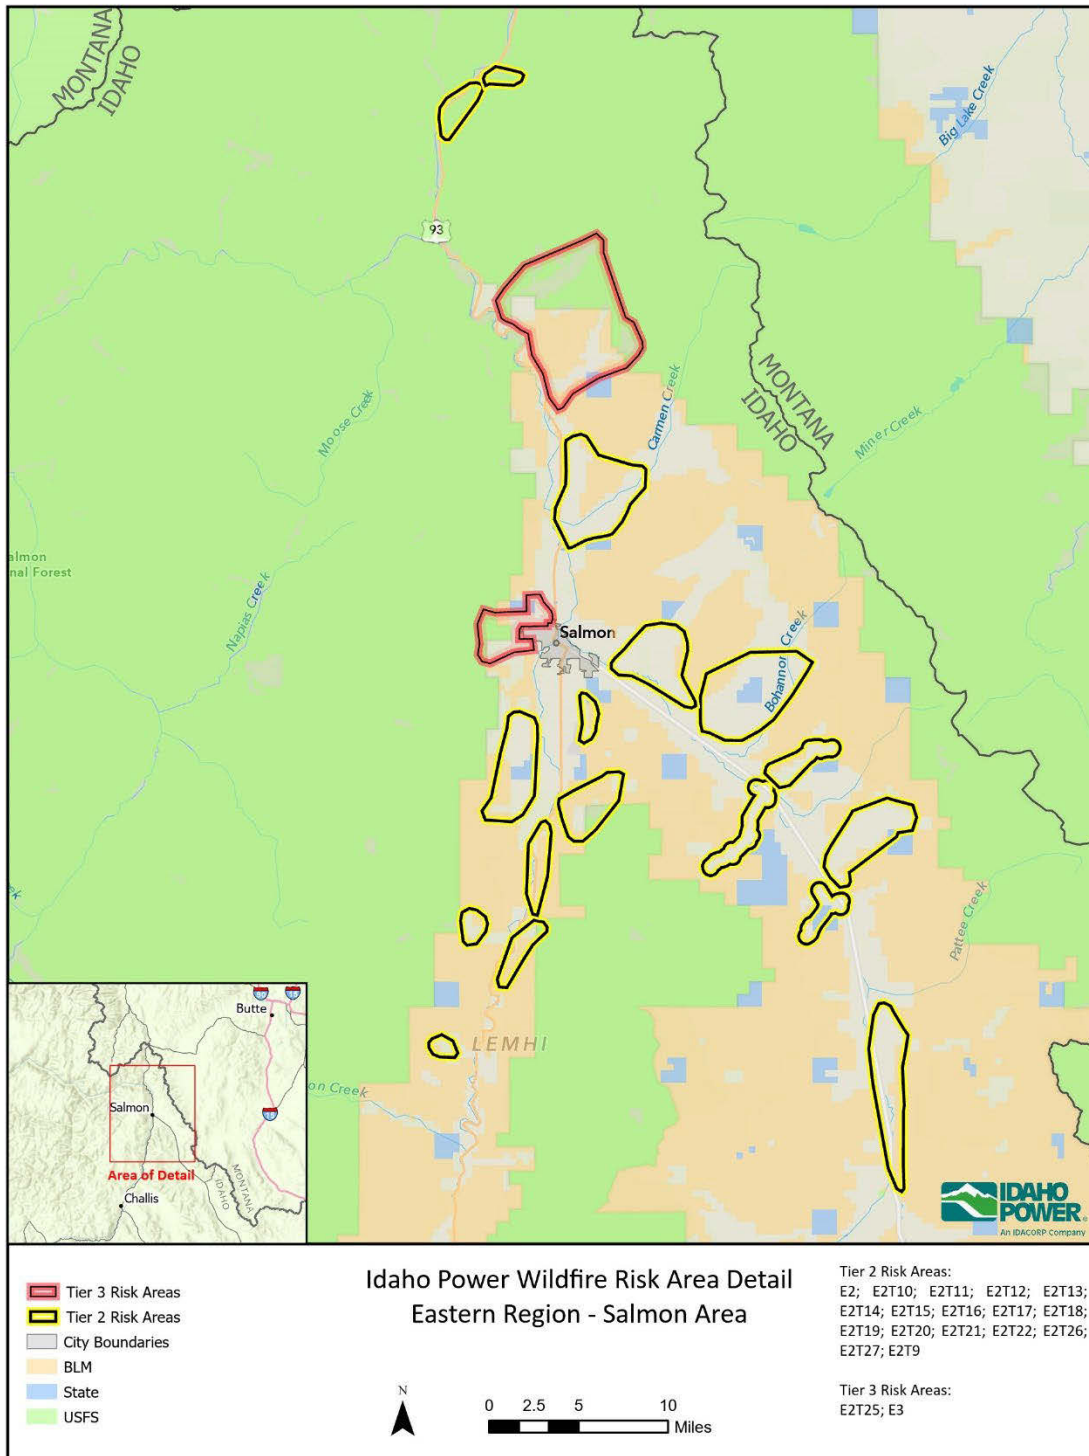 MONTANA
IDAHO
Big Lake Creek
93
MONTANA
IDAHO
Carmen Creek
Moose Creek
Miner Creek
almon
nal Forest
Napias Creek
Salmon
Bohannon Creek
Pattee Creek
ek
LEMHI
on Creek
Butte
Salmon
Area of Detail
MONTANA
IDAHO
Challis
IDAHO
POWER®
An IDACORP Company
Tier 3 Risk Areas
Tier 2 Risk Areas
City Boundaries
BLM
State
USFS
Idaho Power Wildfire Risk Area Detail
Eastern Region - Salmon Area
N
0 2.5 5 10
Miles
Tier 2 Risk Areas:
E2; E2T10; E2T11; E2T12; E2T13;
E2T14; E2T15; E2T16; E2T17; E2T18;
E2T19; E2T20; E2T21; E2T22; E2T26;
E2T27; E2T9
Tier 3 Risk Areas:
E2T25; E3